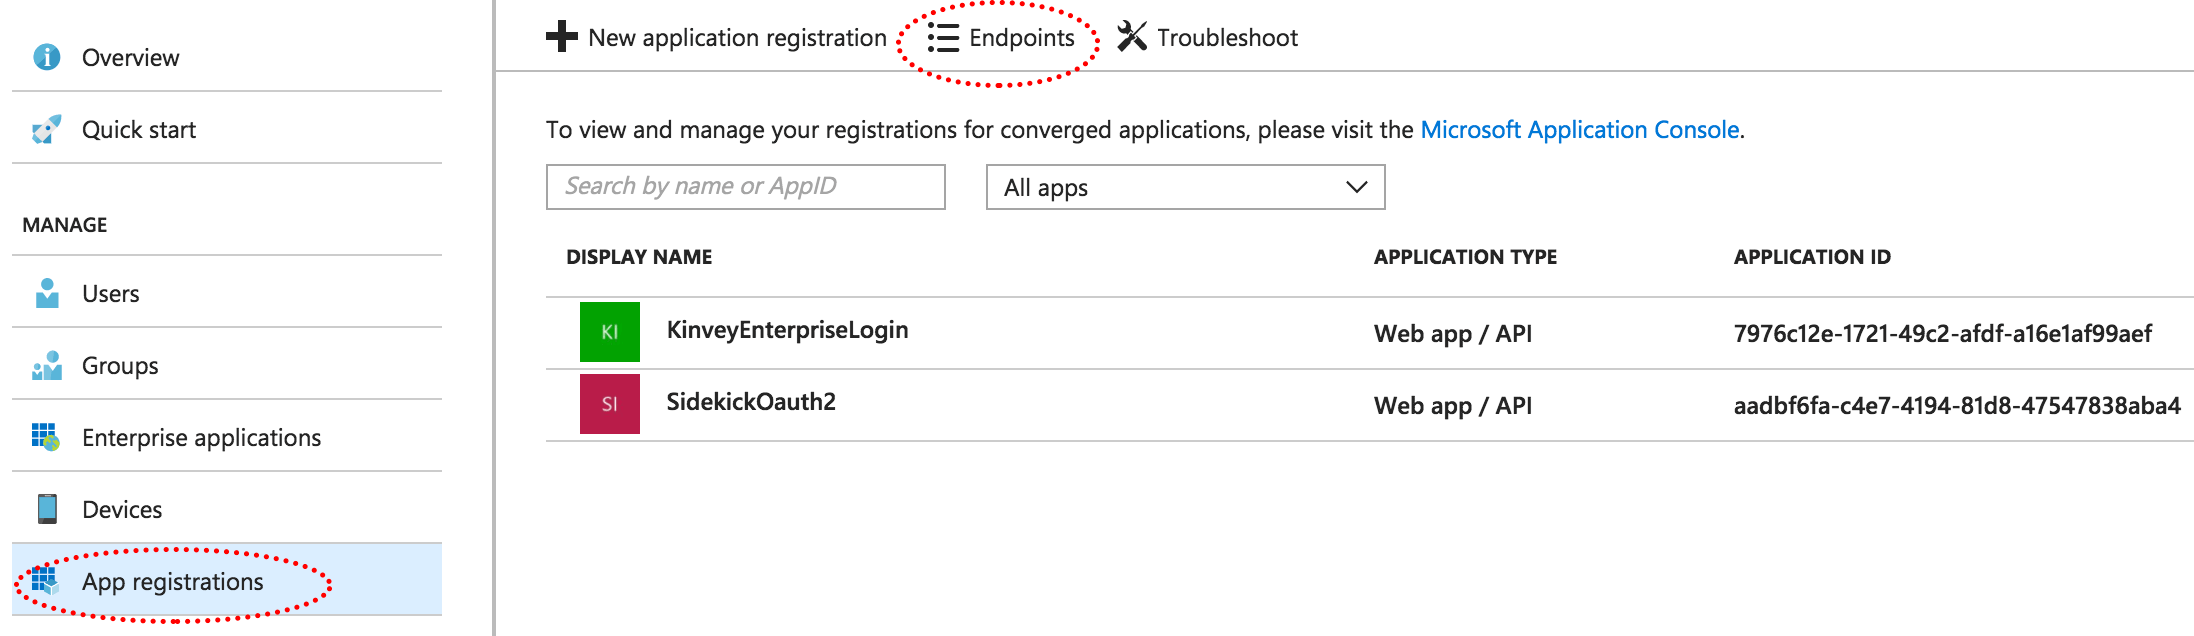 Overview
Quick start
MANAGE
Users
Groups
Enterprise applications
Devices
App registrations
New application registration Endpoints Troubleshoot
To view and manage your registrations for converged applications, please visit the Microsoft Application Console.
Search by name or AppID All apps
DISPLAY NAME APPLICATION TYPE APPLICATION ID
KI KinveyEnterpriseLogin Web app / API 7976c12e-1721-49c2-afdf-a16e1af99aef
SI SidekickOauth2 Web app / API aadbf6fa-c4e7-4194-81d8-47547838aba4